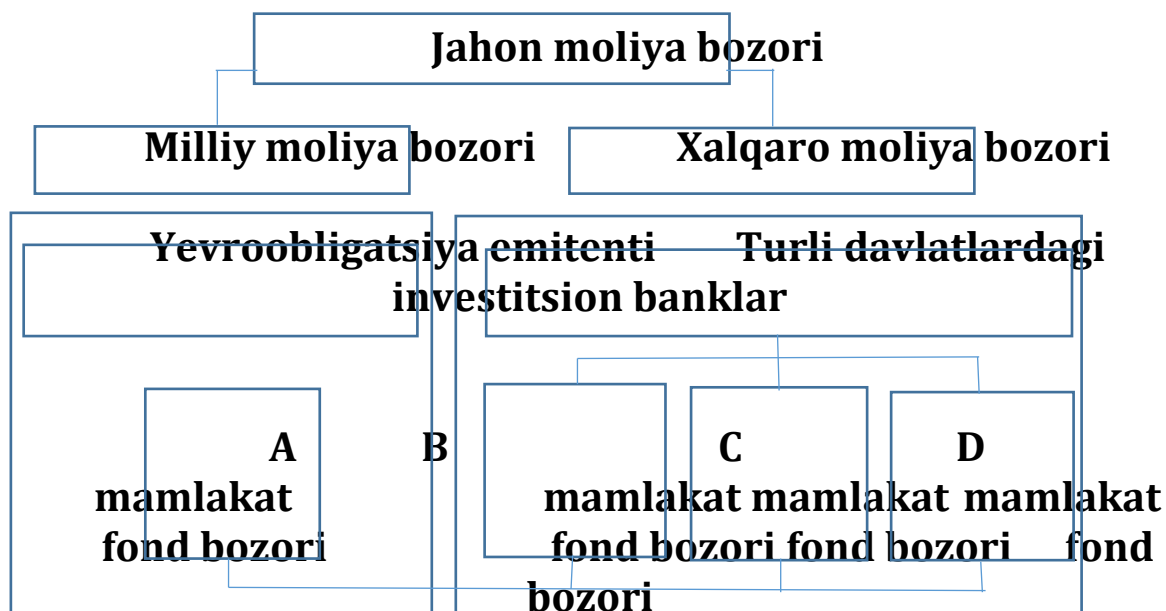 Jahon moliya bozori
Milliy moliya bozori Xalqaro moliya bozori
Yevroobligatsiya emitenti Turli davlatlardagi
investitsion banklar
A B C D
mamlakat mamlakat mamlakat mamlakat
fond bozori fond bozori fond bozori fond
bozori